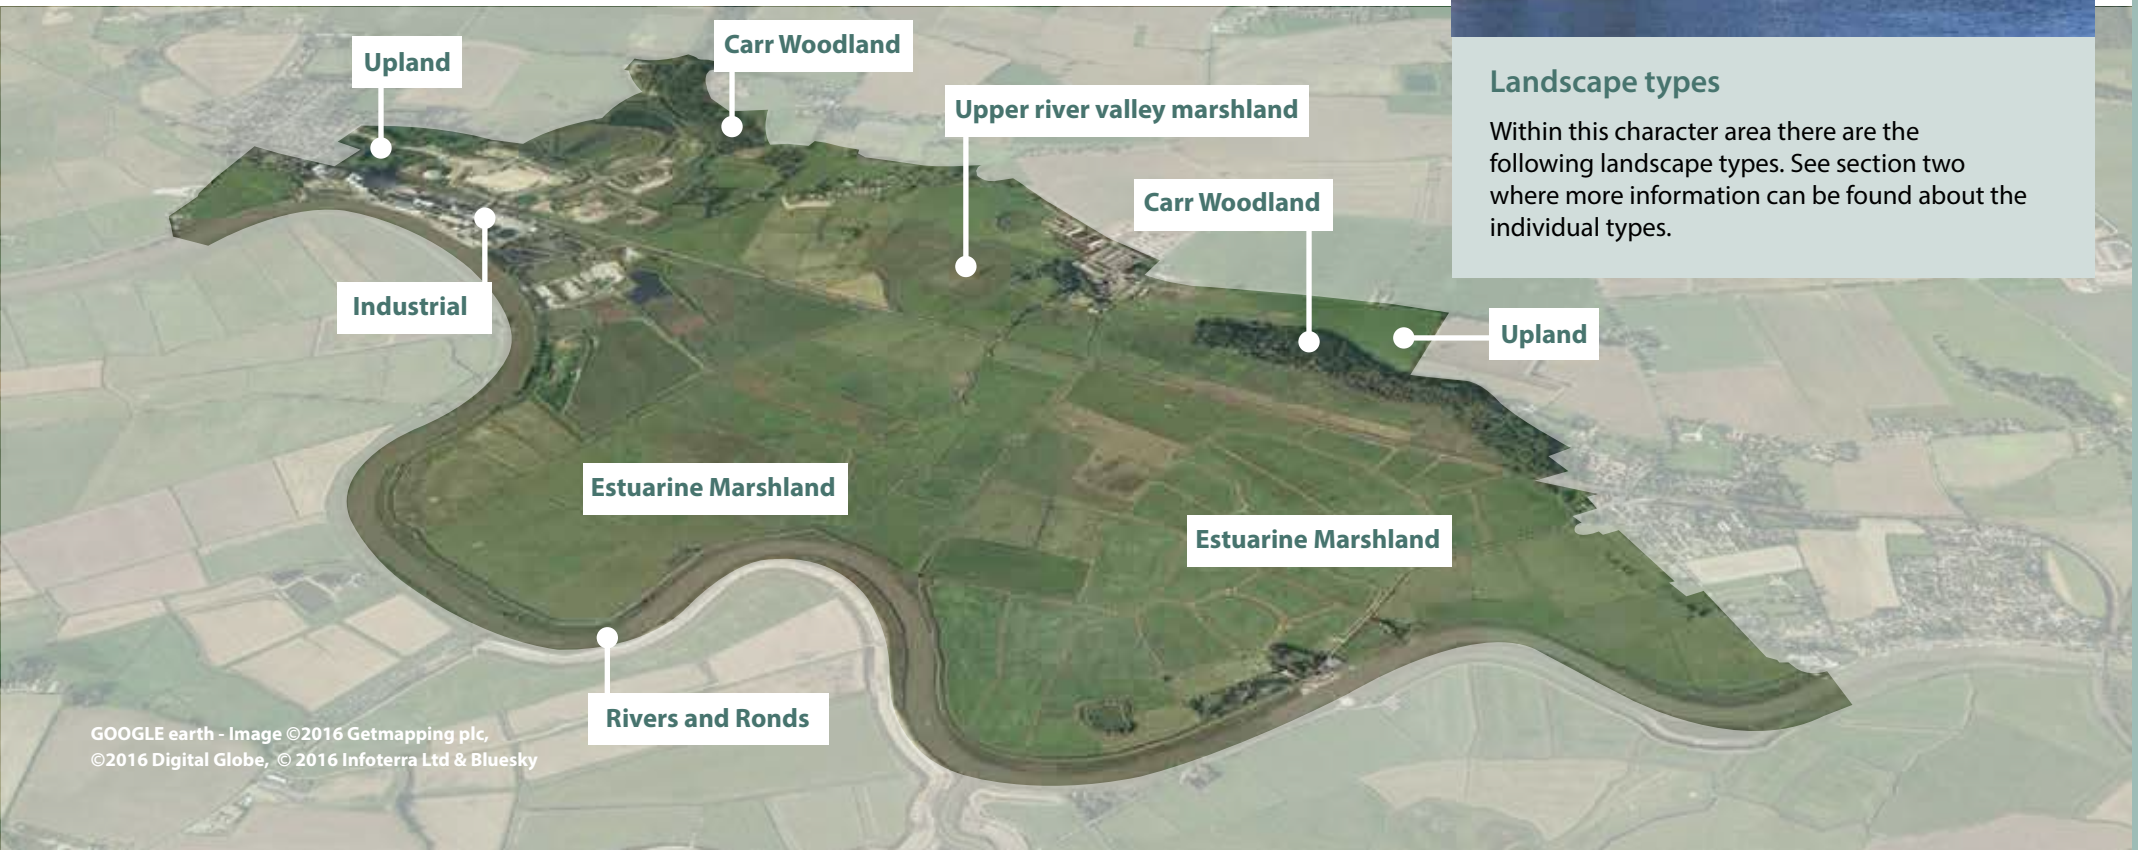 Upland
Carr Woodland
Upper river valley marshland
Carr Woodland
Industrial
Upland
Estuarine Marshland
Estuarine Marshland
Rivers and Ronds
GOOGLE earth - Image ©2016 Getmapping plc,
©2016 Digital Globe, © 2016 Infoterra Ltd & Bluesky
Landscape types
Within this character area there are the
following landscape types. See section two
where more information can be found about the
individual types.